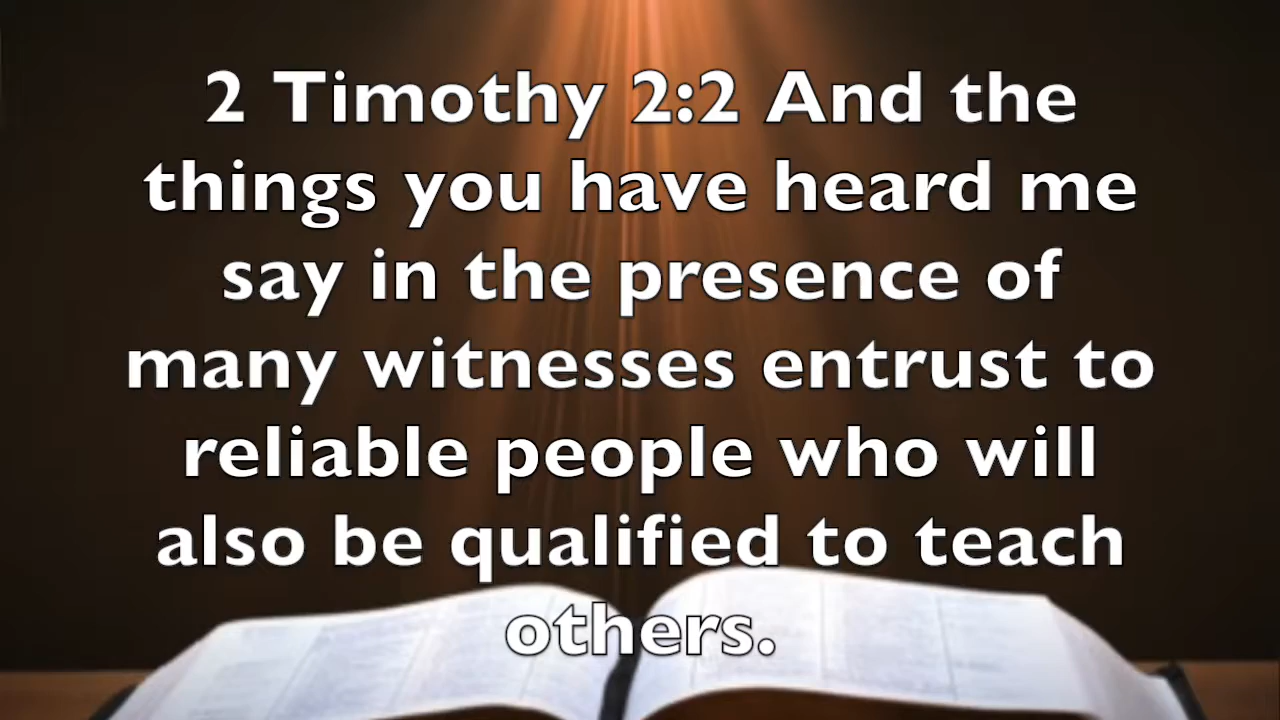 2 Timothy 2:2 And the
things you have heard me
say in the presence of
many witnesses entrust to
reliable people who will
also be qualified to teach
others.